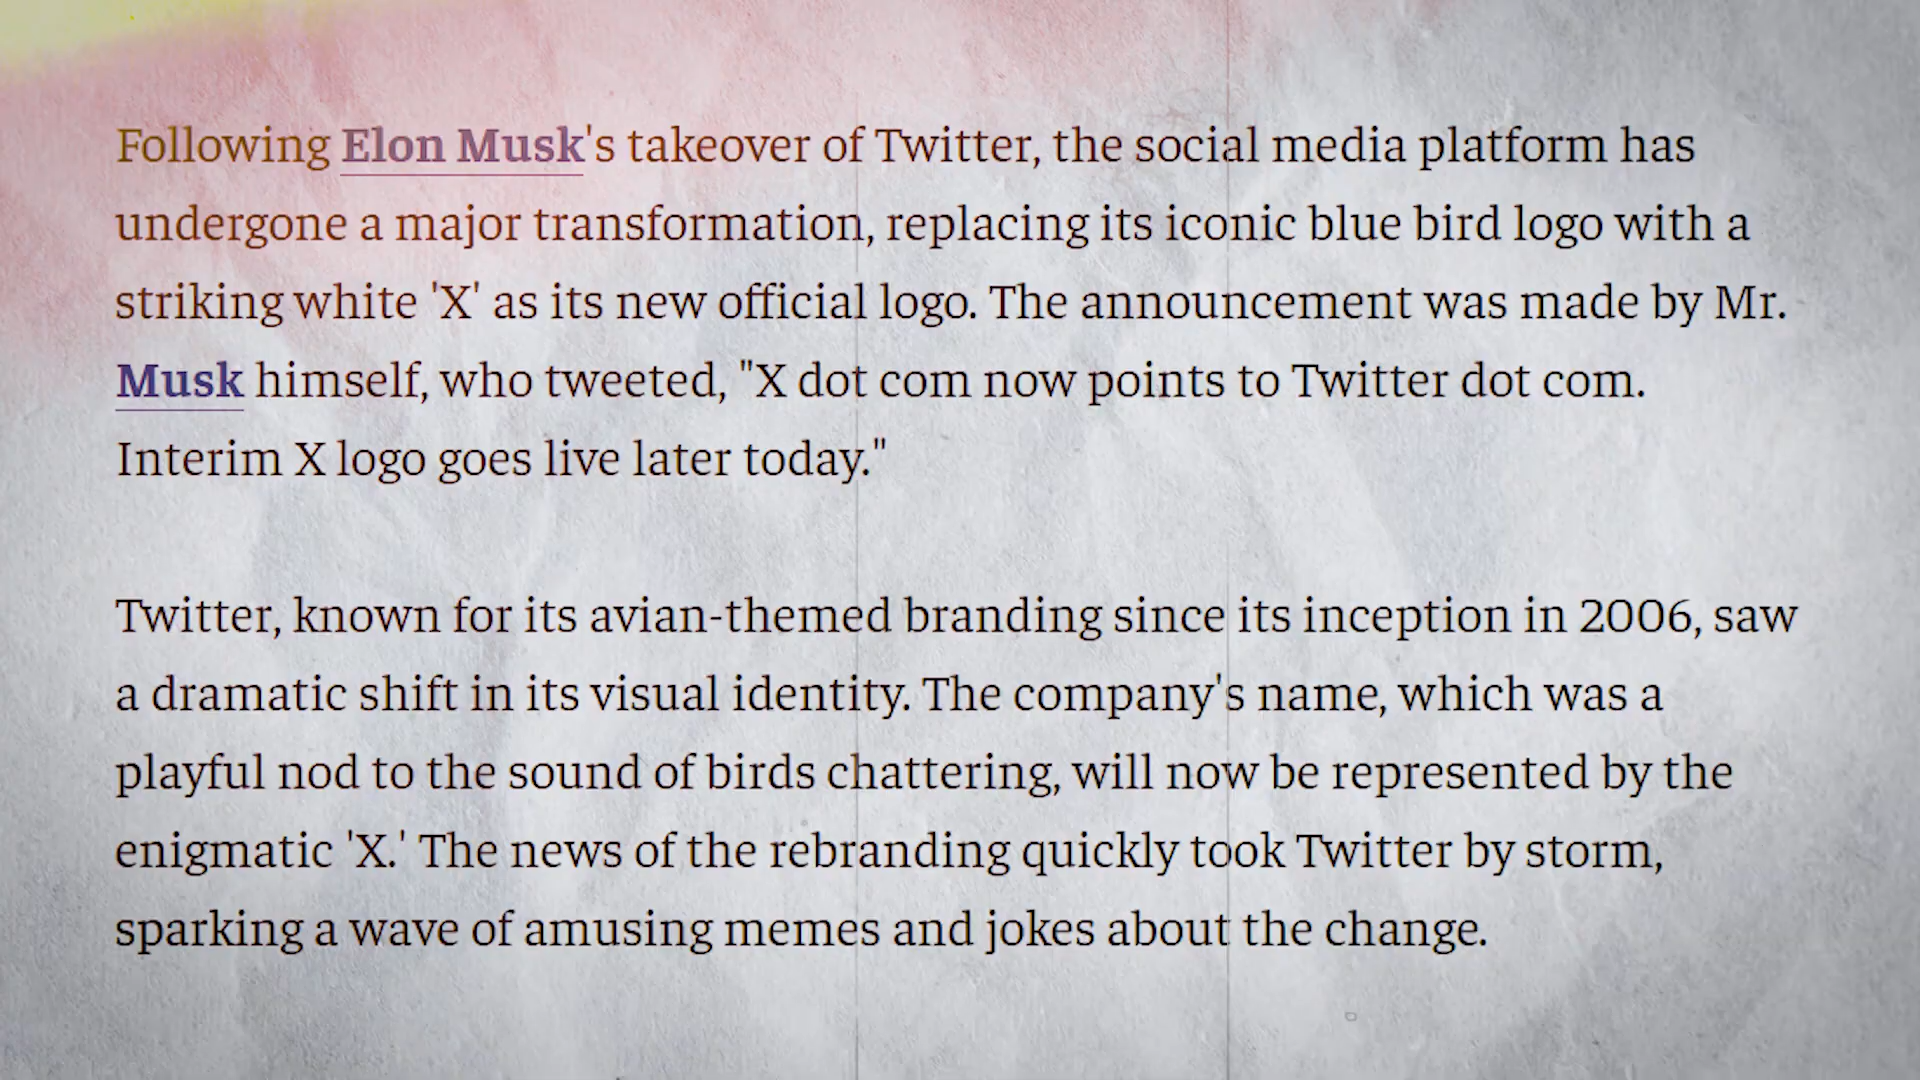 Following Elon Musk's takeover of Twitter, the social media platform has
undergone a major transformation, replacing its iconic blue bird logo with a
striking white 'X' as its new official logo. The announcement was made by Mr.
Musk himself, who tweeted, "X dot com now points to Twitter dot com.
Interim X logo goes live later today."
Twitter, known for its avian-themed branding since its inception in 2006, saw
a dramatic shift in its visual identity. The company's name, which was a
playful nod to the sound of birds chattering, will now be represented by the
enigmatic 'X.' The news of the rebranding quickly took Twitter by storm,
sparking a wave of amusing memes and jokes about the change.